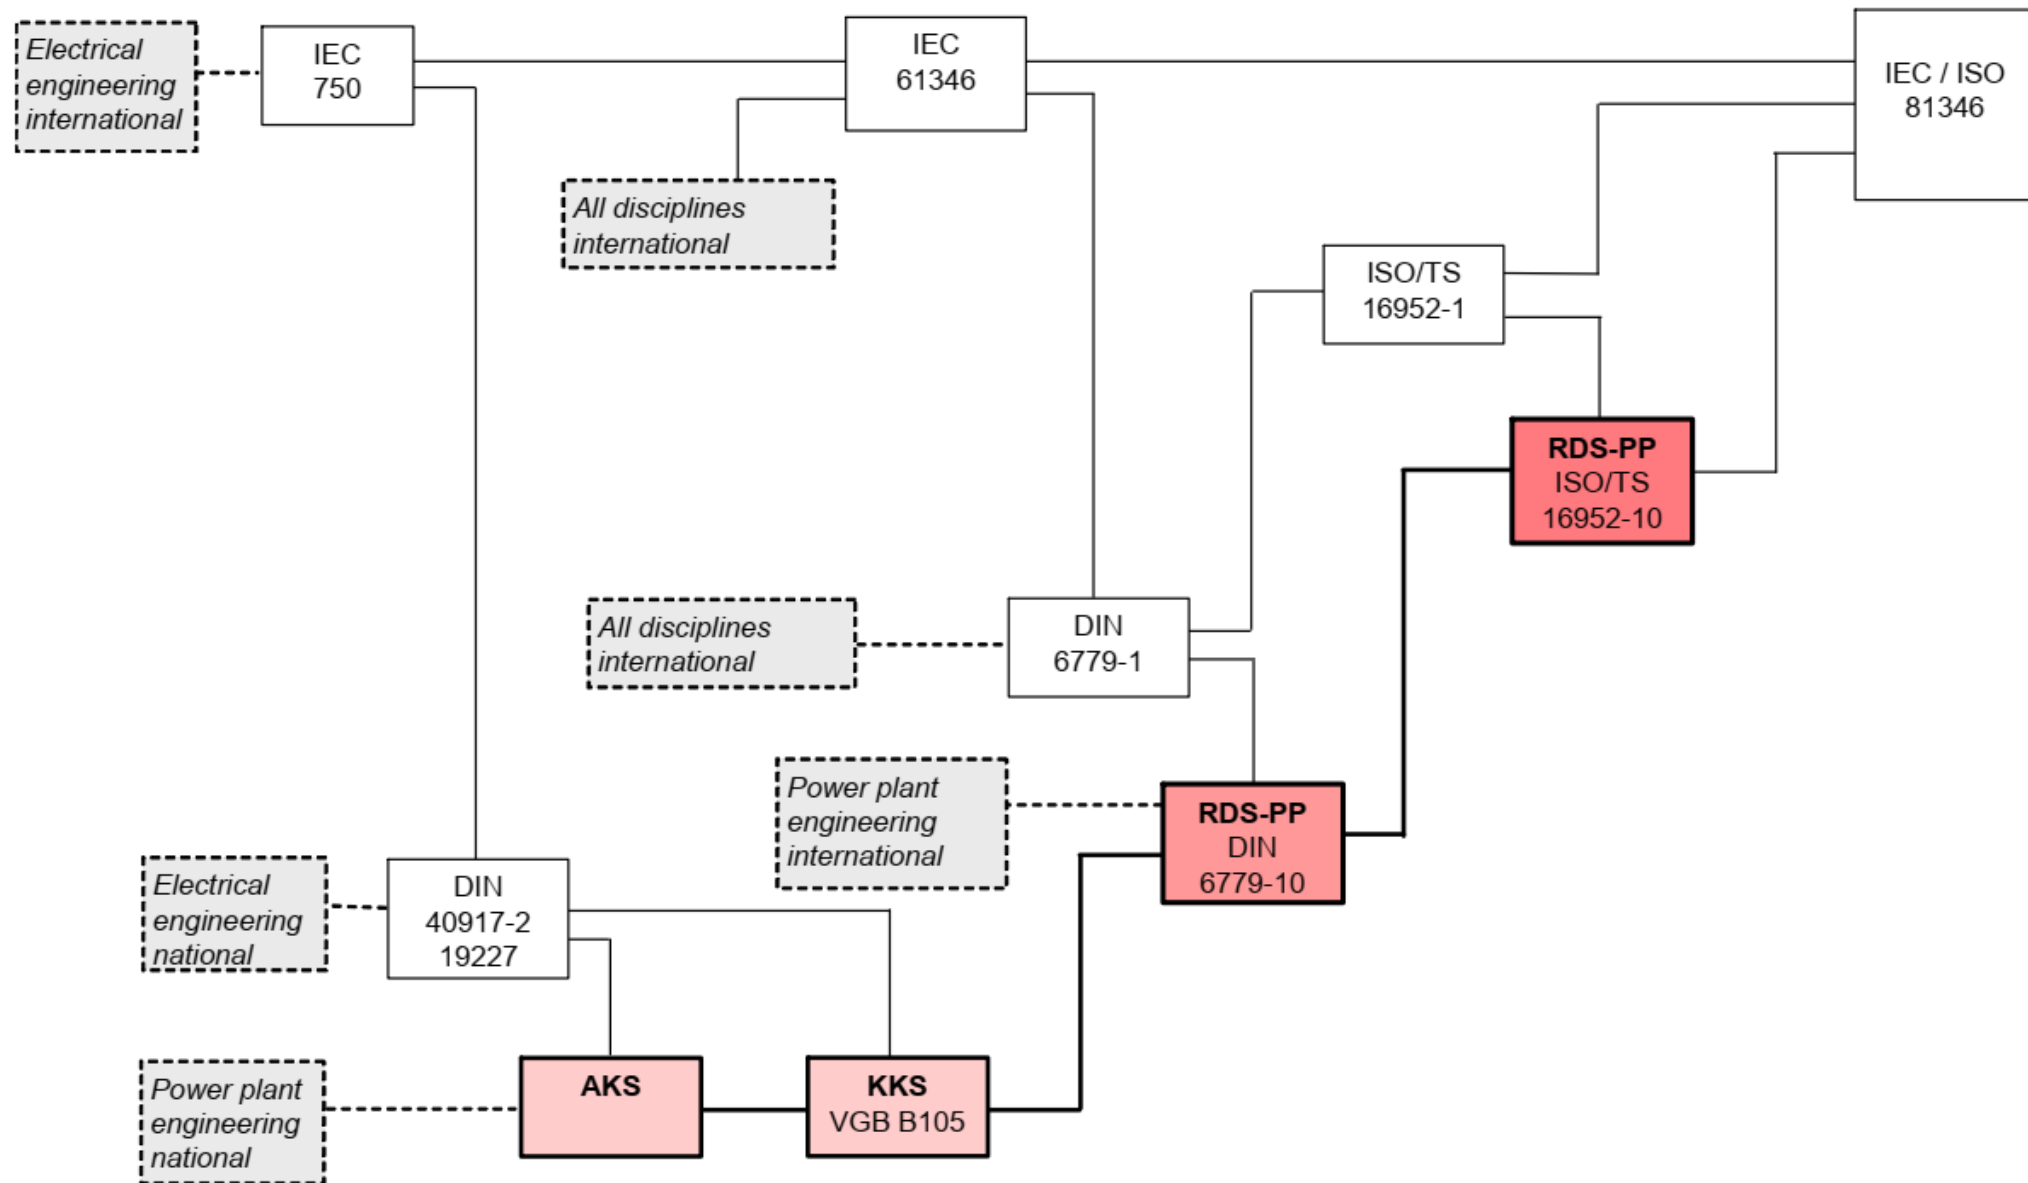 Electrical
engineering
international
IEC
750
IEC
61346
IEC / ISO
81346
All disciplines
international
ISO/TS
16952-1
RDS-PP
ISO/TS
16952-10
All disciplines
international
DIN
6779-1
Power plant
engineering
international
RDS-PP
DIN
6779-10
Electrical
engineering
national
DIN
40917-2
19227
Power plant
engineering
national
AKS
KKS
VGB B105